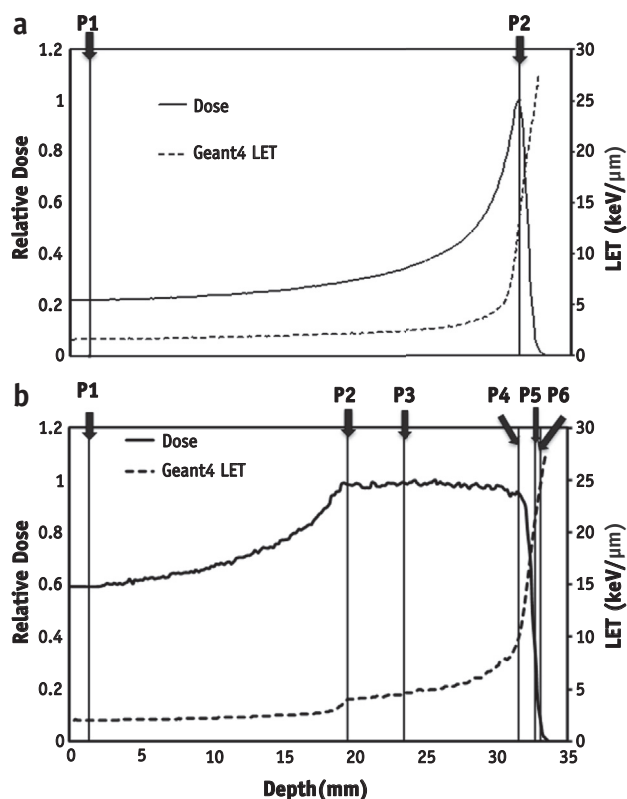 a
P1
P2
1.2
1
0.8
0.6
0.4
0.2
0
Relative Dose
Dose
Geant4 LET
30
25
20
15
10
5
0
LET (keV/μm)
b
P1
P2
P3
P4
P5
P6
1.2
1
0.8
0.6
0.4
0.2
0
Relative Dose
Dose
Geant4 LET
30
25
20
15
10
5
0
LET (keV/μm)
0 5 10 15 20 25 30 35
Depth(mm)